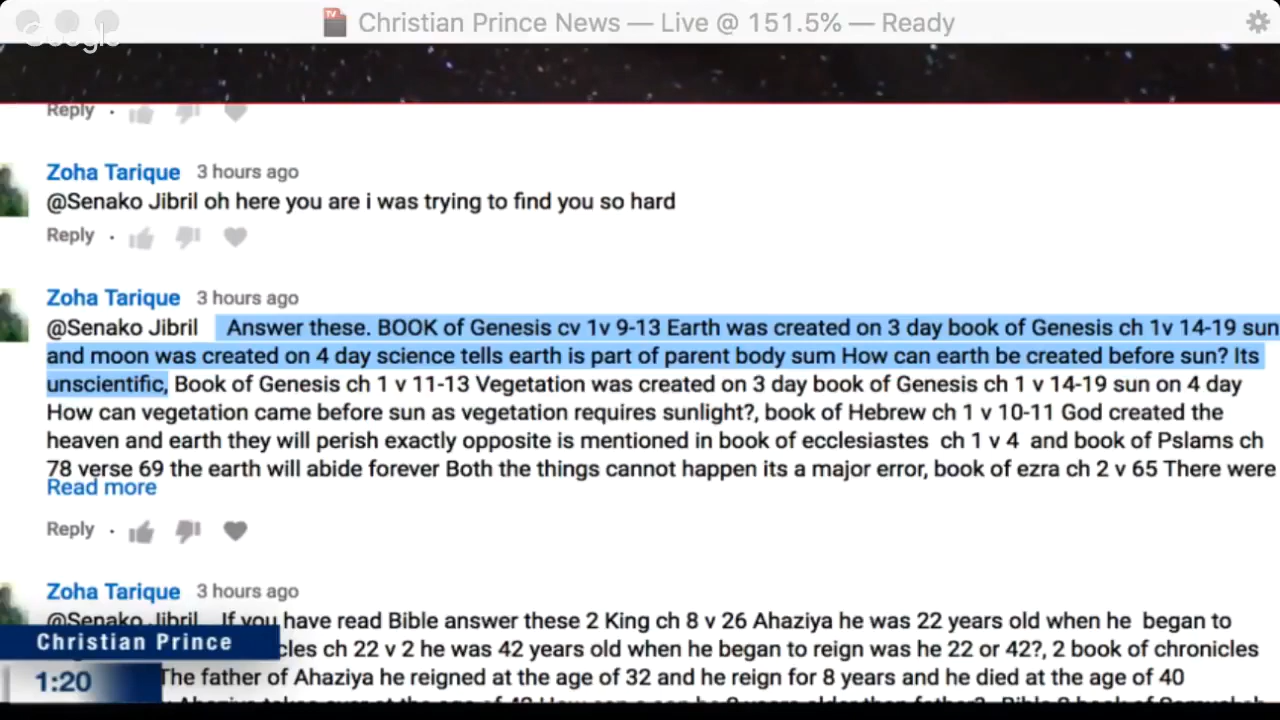 Christian Prince News — Live @ 151.5% — Ready
Google
Reply
Zoha Tarique 3 hours ago
@Senako Jibril oh here you are i was trying to find you so hard
Reply
Zoha Tarique 3 hours ago
@Senako Jibril Answer these. BOOK of Genesis cv 1v 9-13 Earth was created on 3 day book of Genesis ch 1v 14-19 sun
and moon was created on 4 day science tells earth is part of parent body sum How can earth be created before sun? Its
unscientific, Book of Genesis ch 1 v 11-13 Vegetation was created on 3 day book of Genesis ch 1 v 14-19 sun on 4 day
How can vegetation came before sun as vegetation requires sunlight?, book of Hebrew ch 1 v 10-11 God created the
heaven and earth they will perish exactly opposite is mentioned in book of ecclesiastes ch 1 v 4 and book of Pslams ch
78 verse 69 the earth will abide forever Both the things cannot happen its a major error, book of ezra ch 2 v 65 There were
Read more
Reply
Zoha Tarique 3 hours ago
@Senako Jibril If you have read Bible answer these 2 King ch 8 v 26 Ahaziya he was 22 years old when he began to
cles ch 22 v 2 he was 42 years old when he began to reign was he 22 or 42?, 2 book of chronicles
The father of Ahaziya he reigned at the age of 32 and he reign for 8 years and he died at the age of 40
Christian Prince
1:20